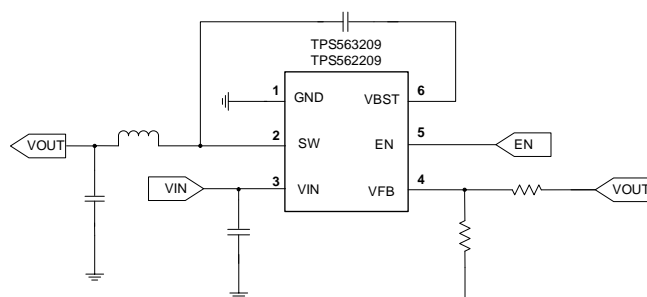 TPS563209
TPS562209
1 GND VBST 6
VOUT 2 SW EN 5 EN
VIN 3 VIN VFB 4 VOUT